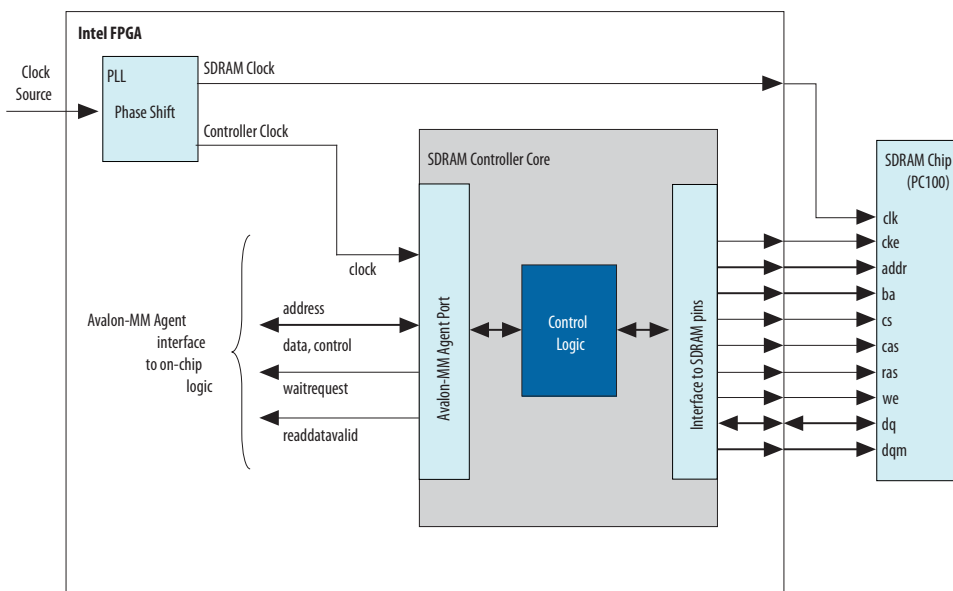 Intel FPGA
Clock
Source
PLL
Phase Shift
SDRAM Clock
Controller Clock
SDRAM Controller Core
SDRAM Chip
(PC100)
clk
cke
addr
ba
cs
cas
ras
we
dq
dqm
clock
address
data, control
waitrequest
readdatavalid
Avalon-MM Agent
interface
to on-chip
logic
Avalon-MM Agent Port
Control
Logic
Interface to SDRAM pins